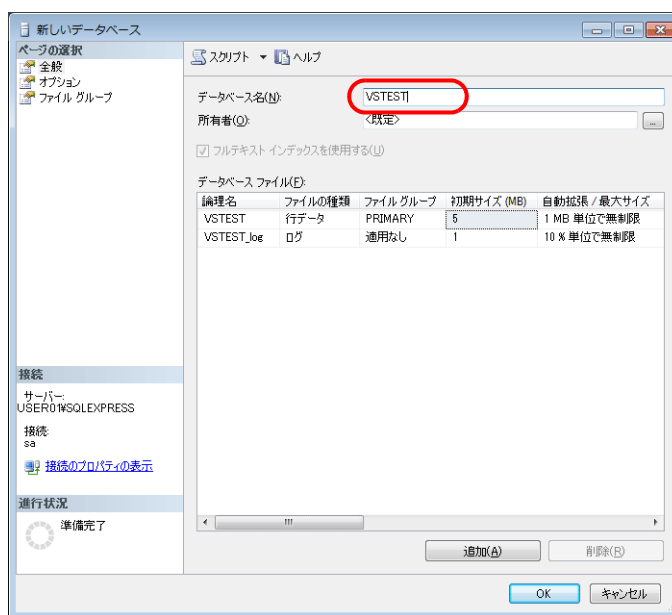 新しいデータベース
ページの選択
全般
オプション
ファイル グループ
スクリプト ヘルプ
データベース名(N): VSTEST
所有者(O): <既定> ...
フルテキスト インデックスを使用する(U)
データベース ファイル(F):
論理名 ファイルの種類 ファイル グループ 初期サイズ (MB) 自動拡張 / 最大サイズ
VSTEST 行データ PRIMARY 5 1 MB 単位で無制限
VSTEST_log ログ 適用なし 1 10 % 単位で無制限
接続
サーバー:
USER01¥SQLEXPRESS
接続:
sa
接続のプロパティの表示
進行状況
準備完了
追加(A) 削除(R)
OK キャンセル